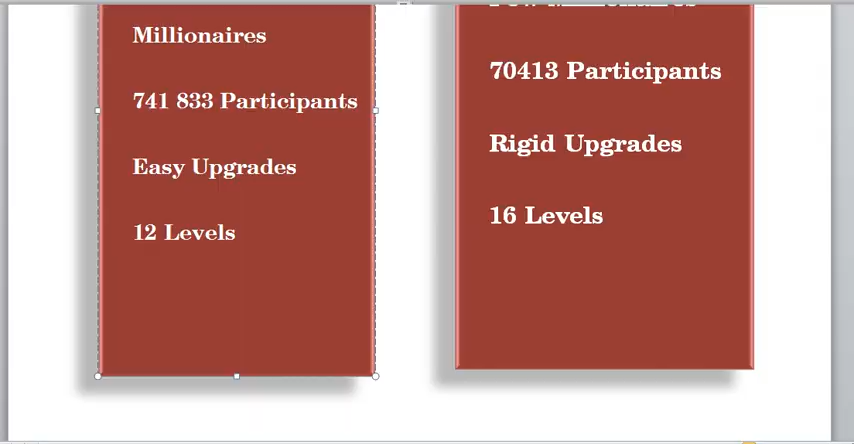 Millionaires
741 833 Participants
Easy Upgrades
12 Levels
70413 Participants
Rigid Upgrades
16 Levels